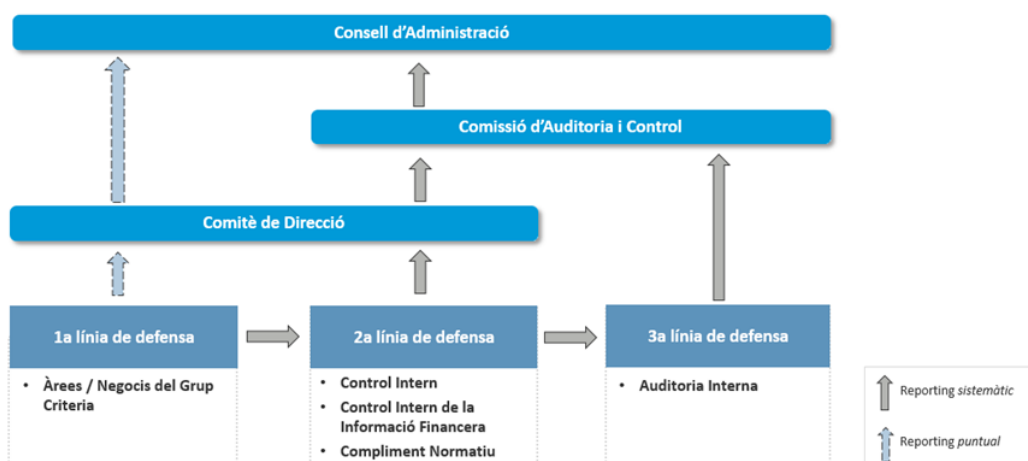 Consell d'Administració
Comissió d'Auditoria i Control
Comitè de Direcció
1a línia de defensa
2a línia de defensa
3a línia de defensa
• Àrees / Negocis del Grup
Criteria
• Control Intern
• Control Intern de la
Informació Financera
• Compliment Normatiu
• Auditoria Interna
Reporting sistemàtic
Reporting puntual